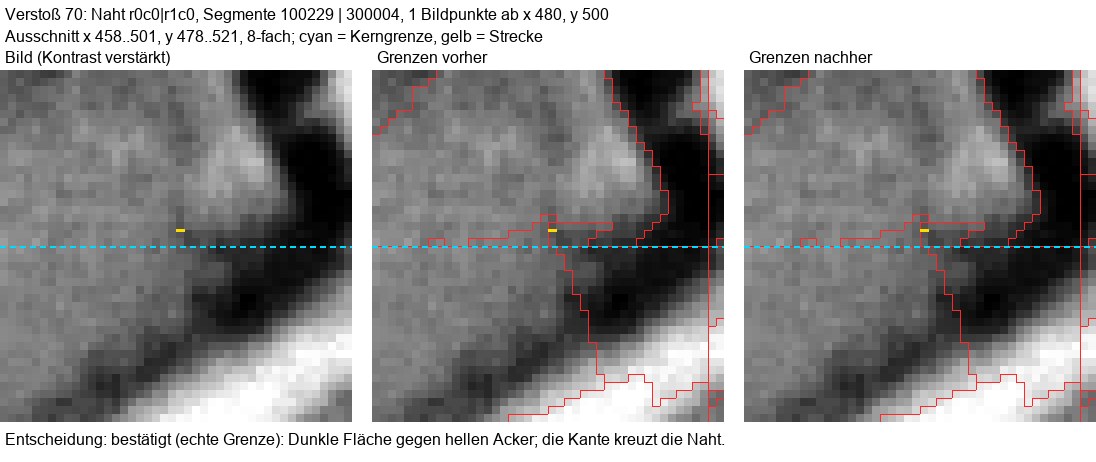 Verstoß 70: Naht r0c0|r1c0, Segmente 100229 | 300004, 1 Bildpunkte ab x 480, y 500
Ausschnitt x 458..501, y 478..521, 8-fach; cyan = Kerngrenze, gelb = Strecke
Bild (Kontrast verstärkt) Grenzen vorher Grenzen nachher
Entscheidung: bestätigt (echte Grenze): Dunkle Fläche gegen hellen Acker; die Kante kreuzt die Naht.